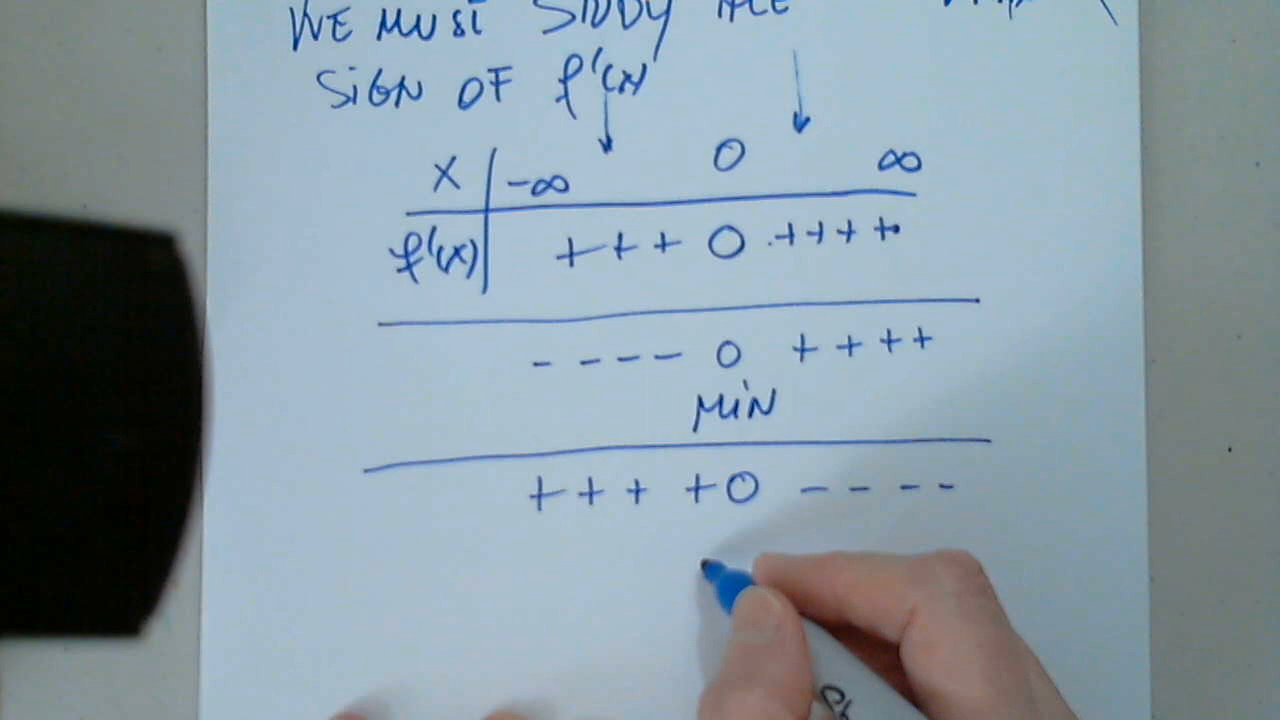 WE MUST STUDY THE
SIGN OF f'(x)
x -∞ 0 ∞
f'(x) + + + 0 + + + +
- - - - 0 + + + +
MIN
+ + + + 0 - - - -